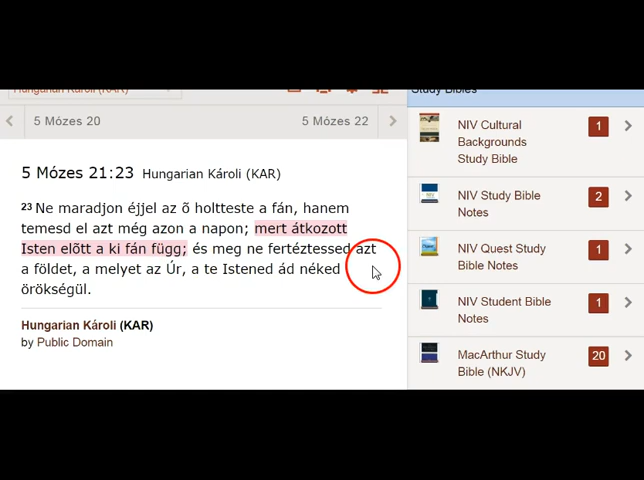 Hungarian Károli (KAR)
Study Bibles
5 Mózes 20
5 Mózes 22
5 Mózes 21:23 Hungarian Károli (KAR)
23 Ne maradjon éjjel az õ holtteste a fán, hanem
temesd el azt még azon a napon; mert átkozott
Isten elõtt a ki fán függ; és meg ne fertéztessed azt
a földet, a melyet az Úr, a te Istened ád néked
örökségül.
Hungarian Károli (KAR)
by Public Domain
NIV Cultural
Backgrounds
Study Bible
1
NIV Study Bible
Notes
2
NIV Quest Study
Bible Notes
1
NIV Student Bible
Notes
1
MacArthur Study
Bible (NKJV)
20